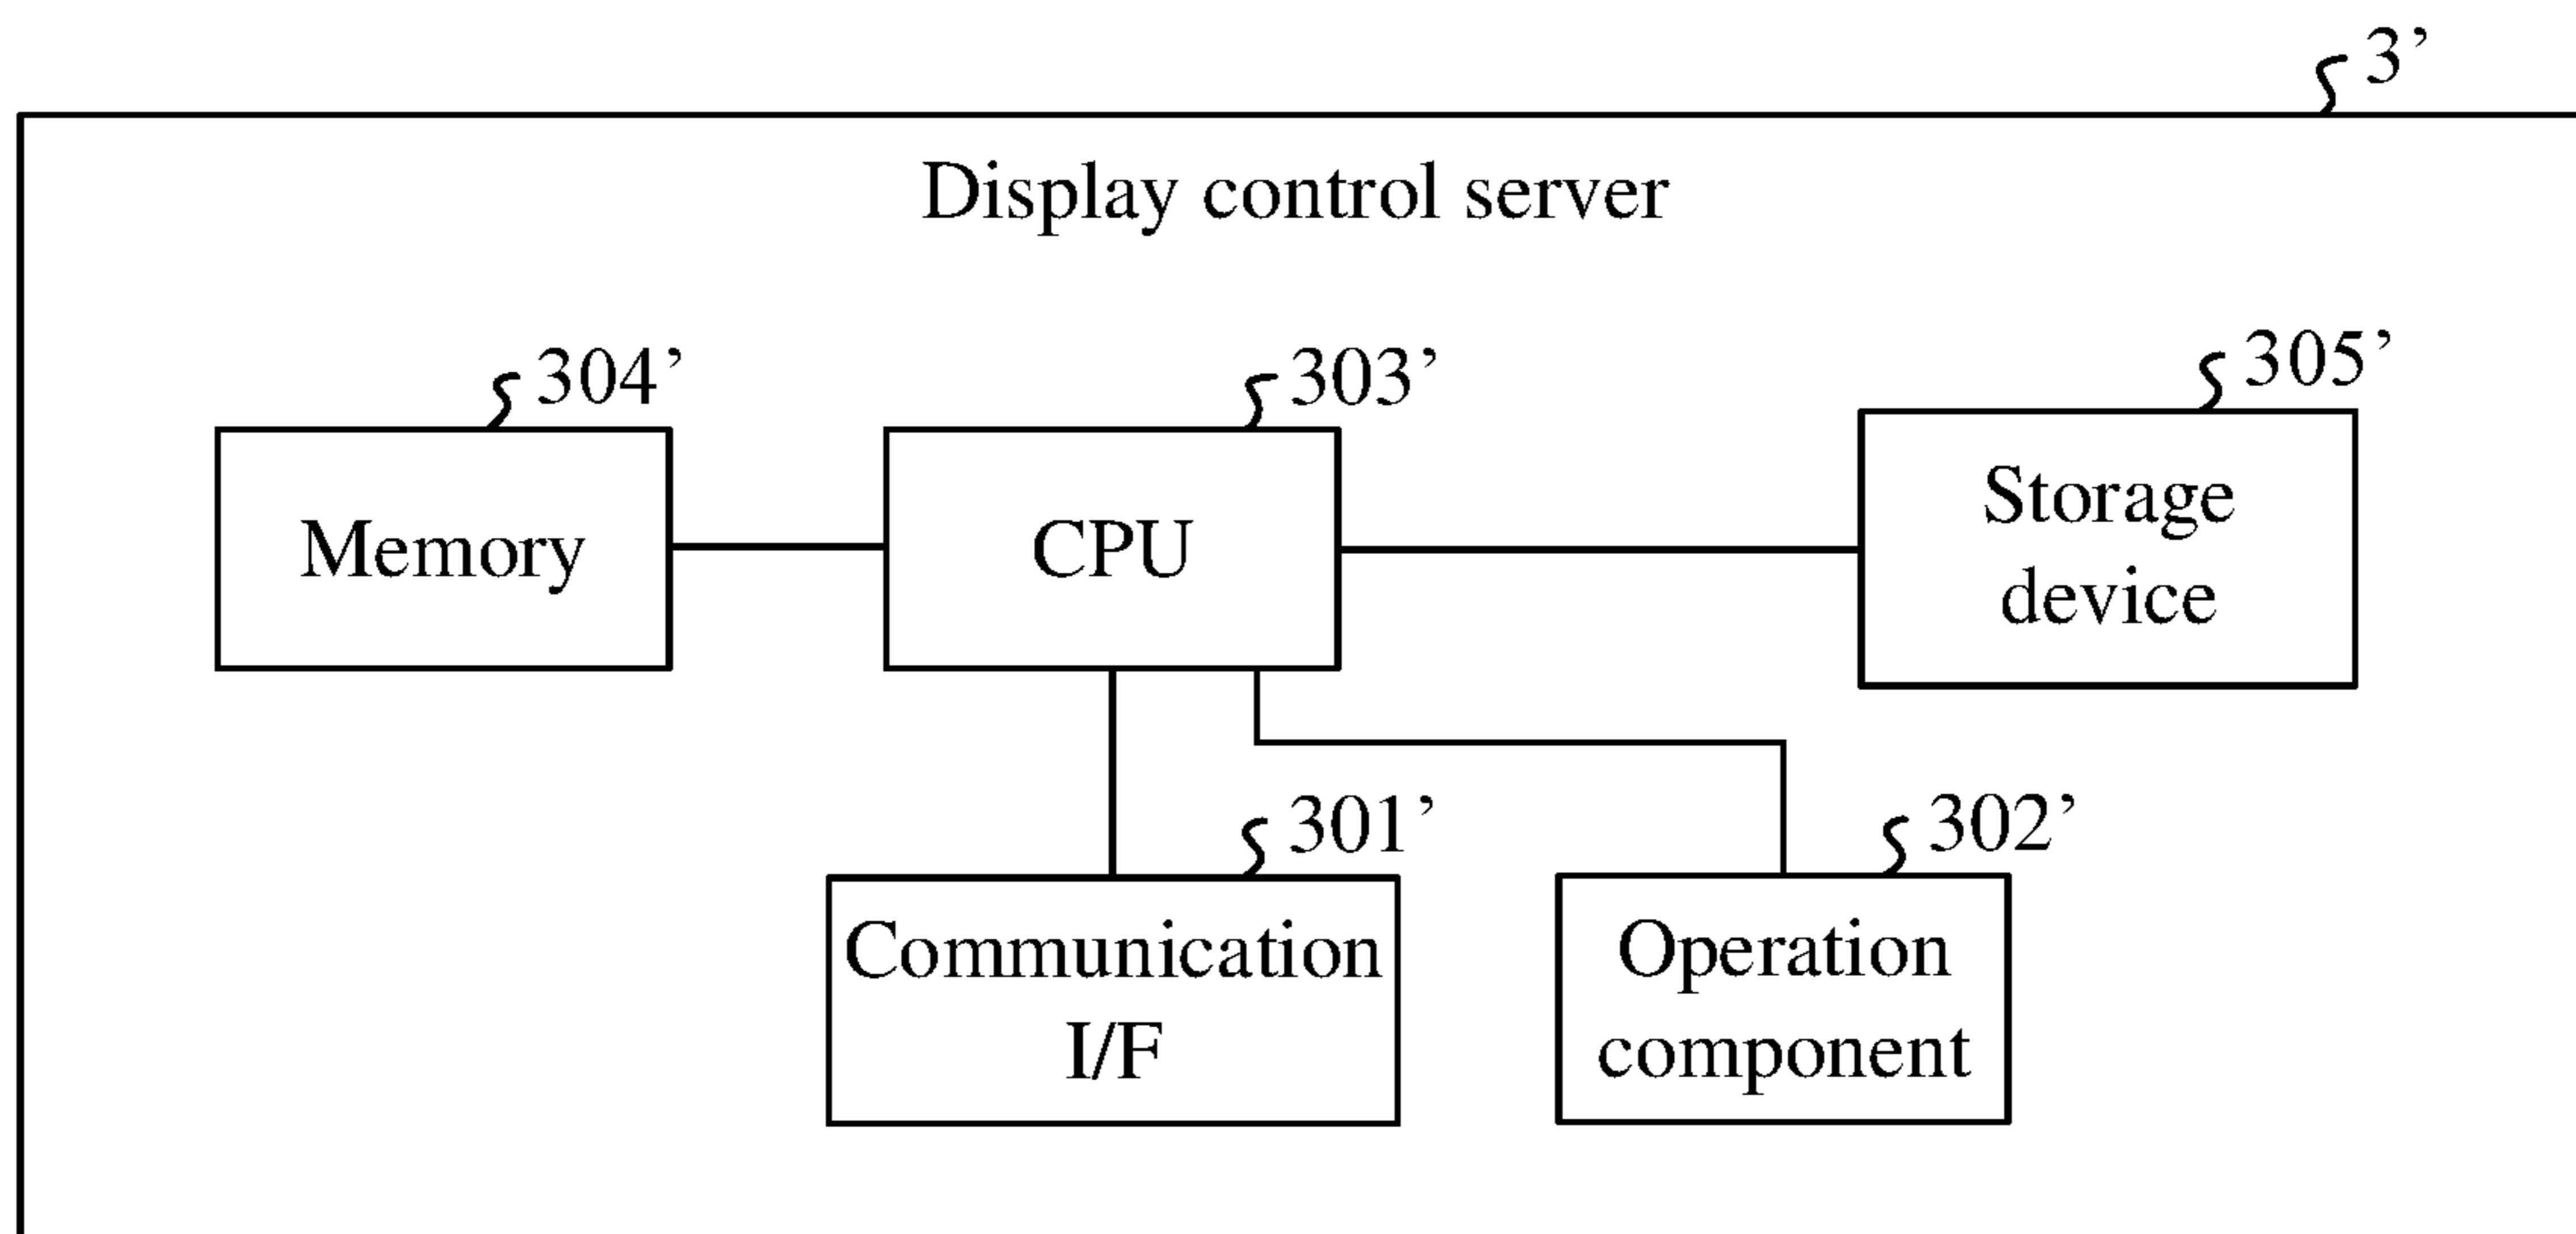 3’
Display control server
304’
303’
305’
Memory
CPU
Storage
device
301’
302’
Communication
I/F
Operation
component